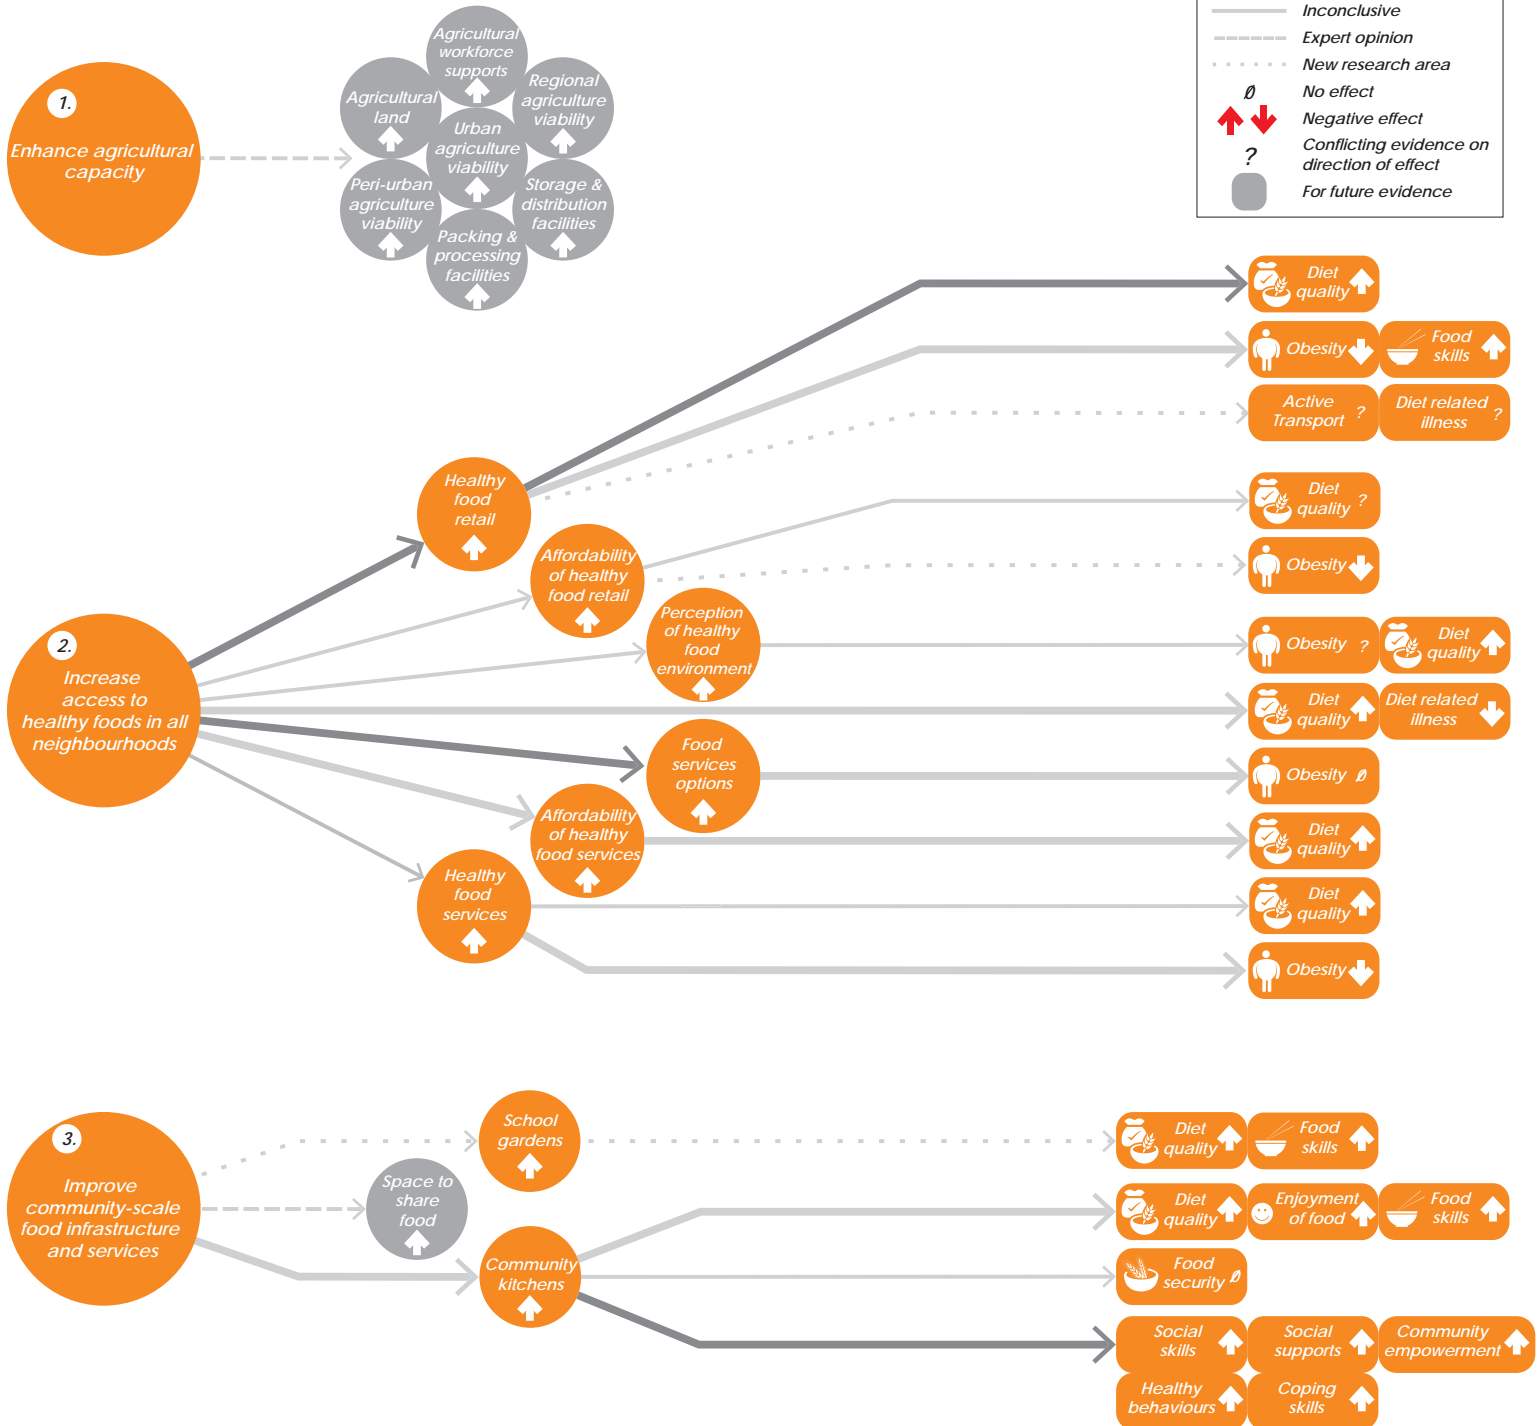 Inconclusive
Expert opinion
New research area
Ø No effect
Negative effect
? Conflicting evidence on
direction of effect
For future evidence
1.
Enhance agricultural
capacity
Agricultural
workforce
supports
Agricultural
land
Regional
agriculture
viability
Urban
agriculture
viability
Peri-urban
agriculture
viability
Storage &
distribution
facilities
Packing &
processing
facilities
2.
Increase
access to
healthy foods in all
neighbourhoods
Healthy
food
retail
Affordability
of healthy
food retail
Perception
of healthy
food
environment
Food
services
options
Affordability
of healthy
food services
Healthy
food
services
Diet
quality
Obesity
Food
skills
Active
Transport ?
Diet related
illness ?
Diet
quality ?
Obesity
Obesity ?
Diet
quality
Diet
quality
Diet related
illness
Obesity Ø
Diet
quality
Diet
quality
Obesity
3.
Improve
community-scale
food infrastructure
and services
School
gardens
Space to
share
food
Community
kitchens
Diet
quality
Food
skills
Diet
quality
Enjoyment
of food
Food
skills
Food
security Ø
Social
skills
Social
supports
Community
empowerment
Healthy
behaviours
Coping
skills